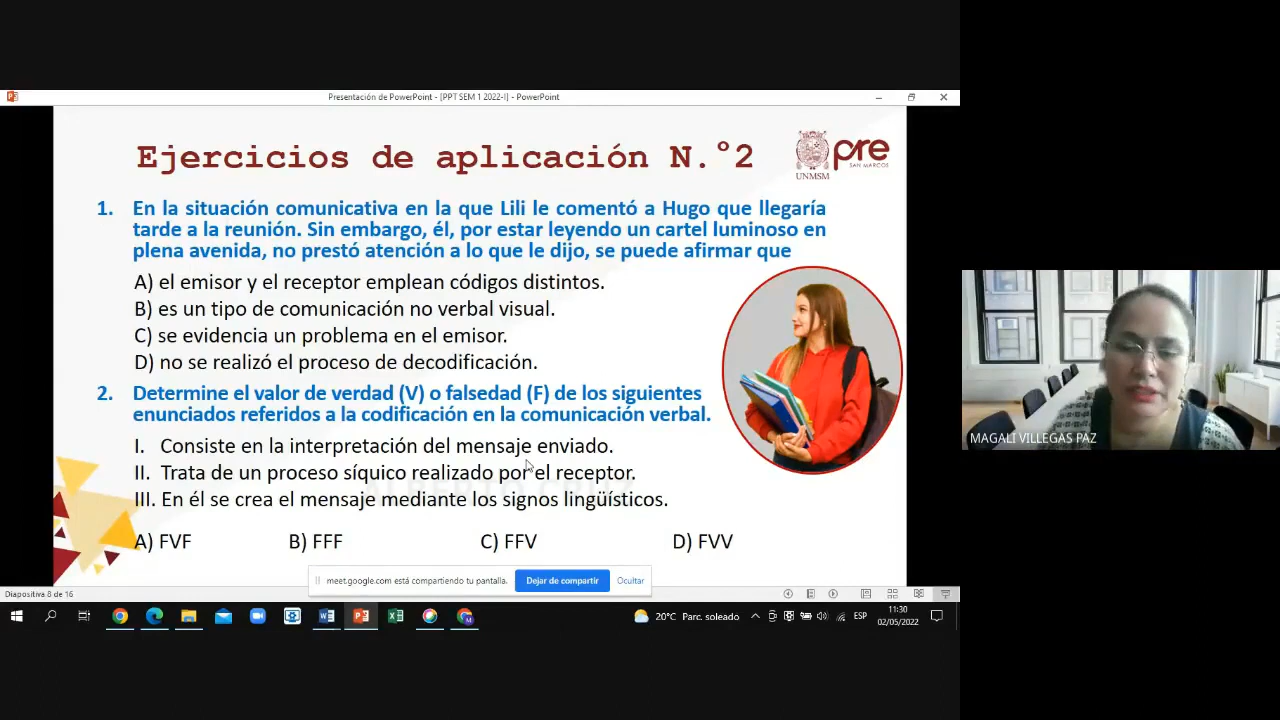 Presentación de PowerPoint - [PPT SEM 1 2022-I] - PowerPoint
Ejercicios de aplicación N.°2
UNMSM
pre
SAN MARCOS
1. En la situación comunicativa en la que Lili le comentó a Hugo que llegaría
tarde a la reunión. Sin embargo, él, por estar leyendo un cartel luminoso en
plena avenida, no prestó atención a lo que le dijo, se puede afirmar que
A) el emisor y el receptor emplean códigos distintos.
B) es un tipo de comunicación no verbal visual.
C) se evidencia un problema en el emisor.
D) no se realizó el proceso de decodificación.
2. Determine el valor de verdad (V) o falsedad (F) de los siguientes
enunciados referidos a la codificación en la comunicación verbal.
I. Consiste en la interpretación del mensaje enviado.
II. Trata de un proceso síquico realizado por el receptor.
III. En él se crea el mensaje mediante los signos lingüísticos.
A) FVF B) FFF C) FFV D) FVV
meet.google.com está compartiendo tu pantalla. Dejar de compartir Ocultar
Diapositiva 8 de 16
20°C Parc. soleado ESP 11:30
02/05/2022
MAGALI VILLEGAS PAZ